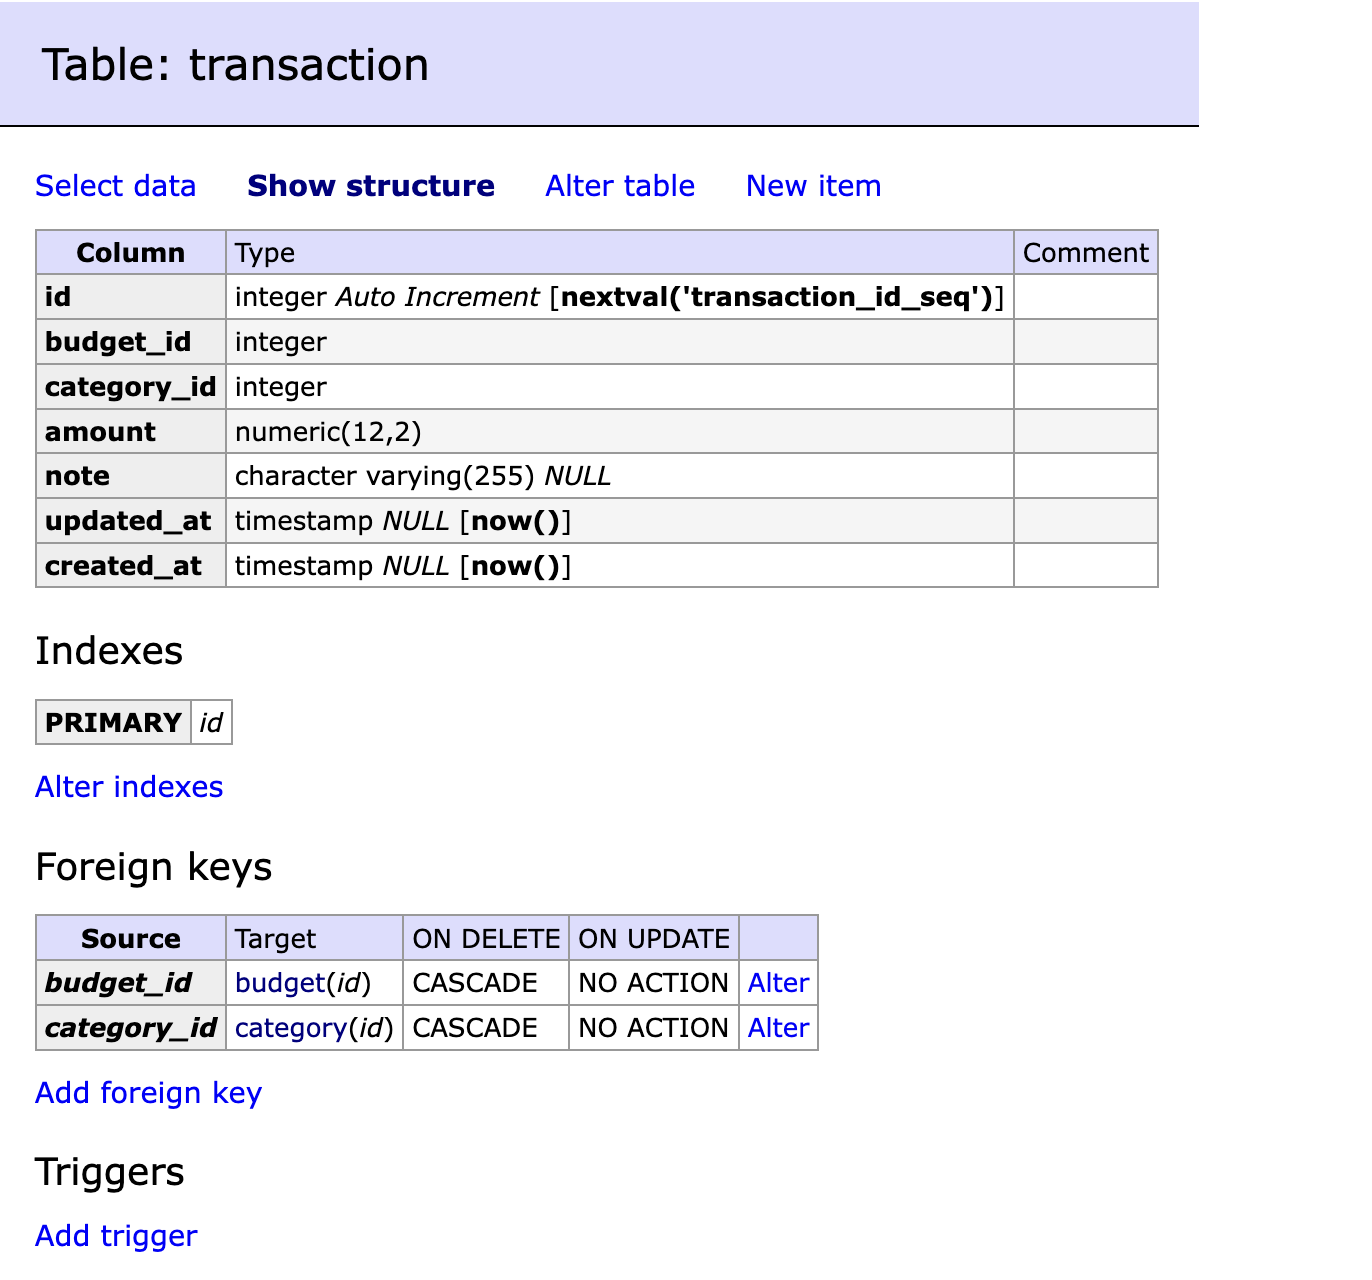 Table: transaction
Select data Show structure Alter table New item
Column Type Comment
id integer Auto Increment [nextval('transaction_id_seq')]
budget_id integer
category_id integer
amount numeric(12,2)
note character varying(255) NULL
updated_at timestamp NULL [now()]
created_at timestamp NULL [now()]
Indexes
PRIMARY id
Alter indexes
Foreign keys
Source Target ON DELETE ON UPDATE
budget_id budget(id) CASCADE NO ACTION Alter
category_id category(id) CASCADE NO ACTION Alter
Add foreign key
Triggers
Add trigger